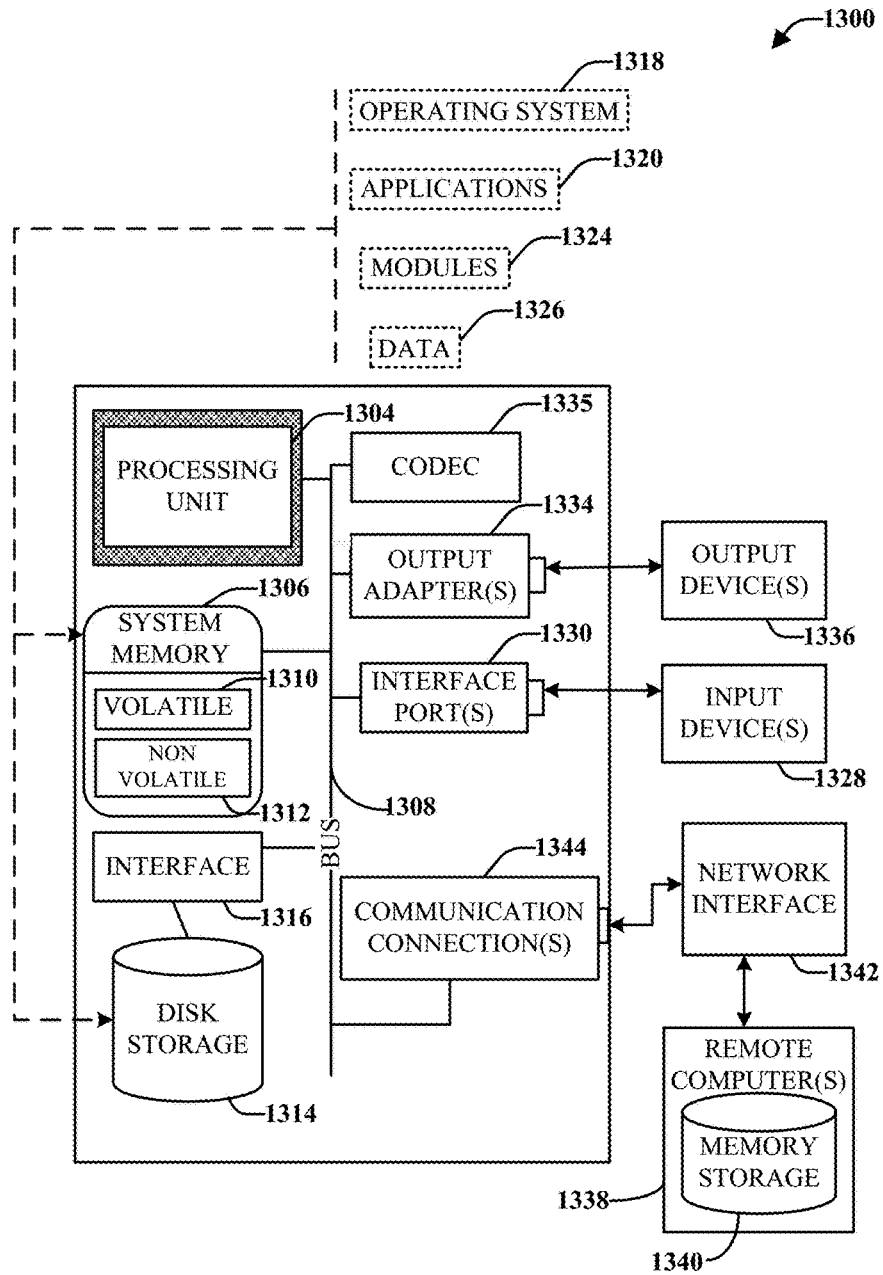 1300
1318
OPERATING SYSTEM
1320
APPLICATIONS
1324
MODULES
1326
DATA
1304
PROCESSING
UNIT
1335
CODEC
1334
OUTPUT
ADAPTER(S)
OUTPUT
DEVICE(S)
1336
1306
SYSTEM
MEMORY
1310
VOLATILE
NON
VOLATILE
1312
1330
INTERFACE
PORT(S)
INPUT
DEVICE(S)
1328
1308
BUS
INTERFACE
1316
1344
COMMUNICATION
CONNECTION(S)
NETWORK
INTERFACE
1342
DISK
STORAGE
1314
REMOTE
COMPUTER(S)
MEMORY
STORAGE
1338
1340